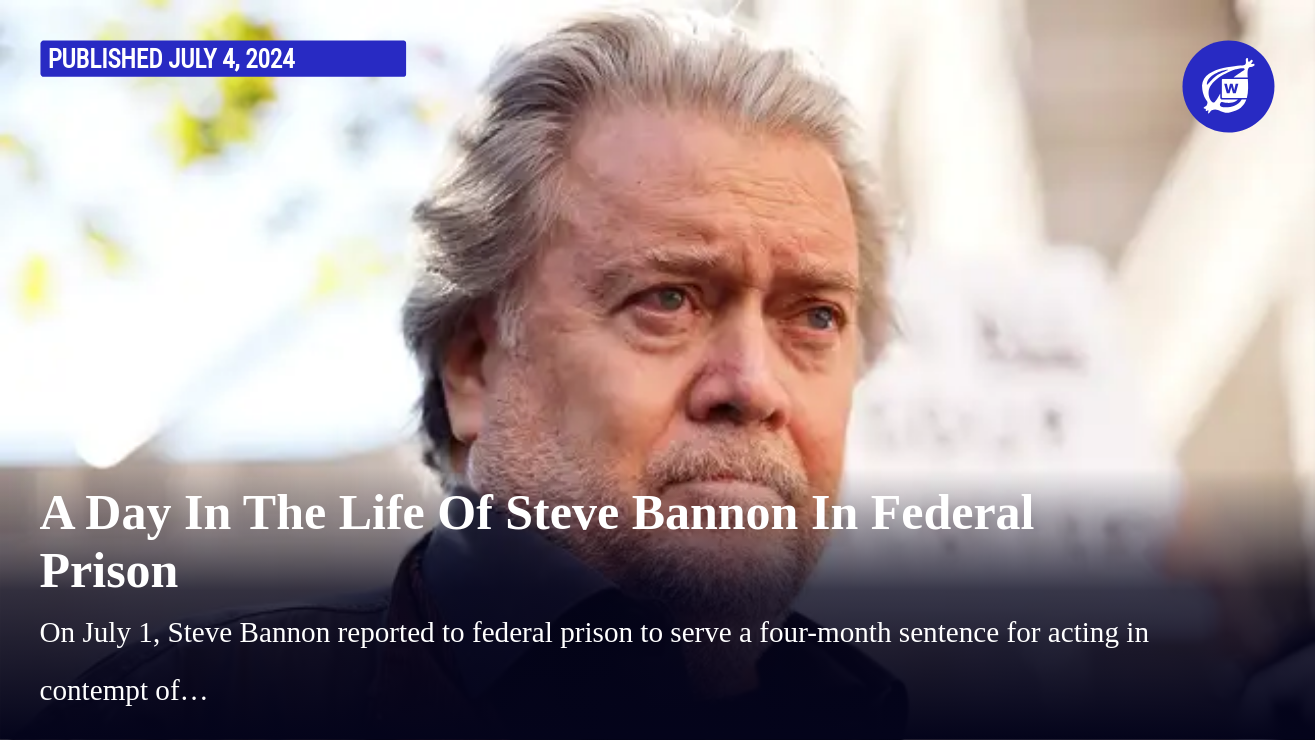 PUBLISHED JULY 4, 2024
W
A Day In The Life Of Steve Bannon In Federal
Prison
On July 1, Steve Bannon reported to federal prison to serve a four-month sentence for acting in
contempt of…